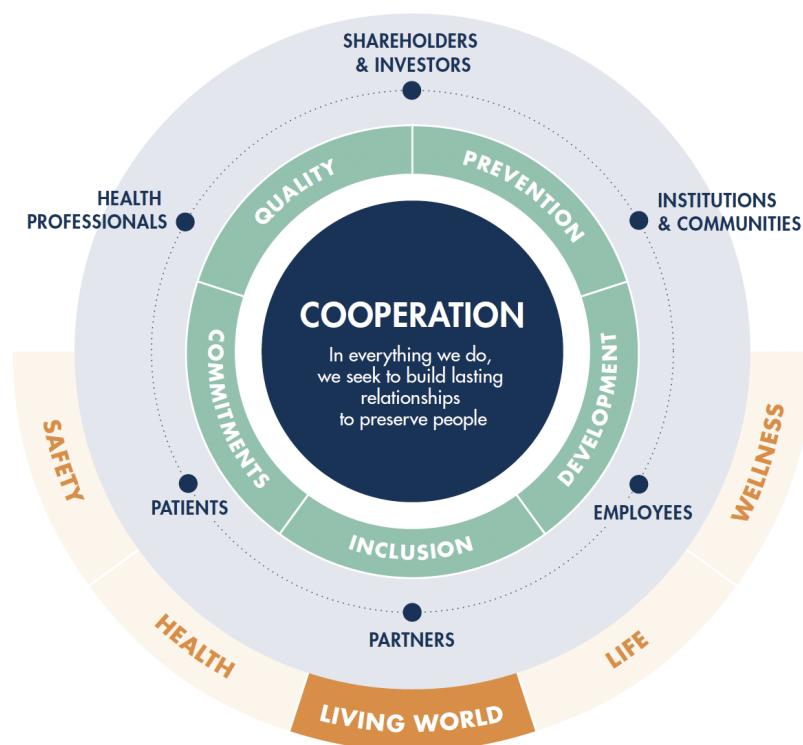 SHAREHOLDERS
& INVESTORS
HEALTH
PROFESSIONALS
INSTITUTIONS
& COMMUNITIES
QUALITY
PREVENTION
COOPERATION
In everything we do,
we seek to build lasting
relationships
to preserve people
COMMITMENTS
DEVELOPMENT
INCLUSION
PATIENTS
EMPLOYEES
PARTNERS
SAFETY
HEALTH
LIVING WORLD
LIFE
WELLNESS